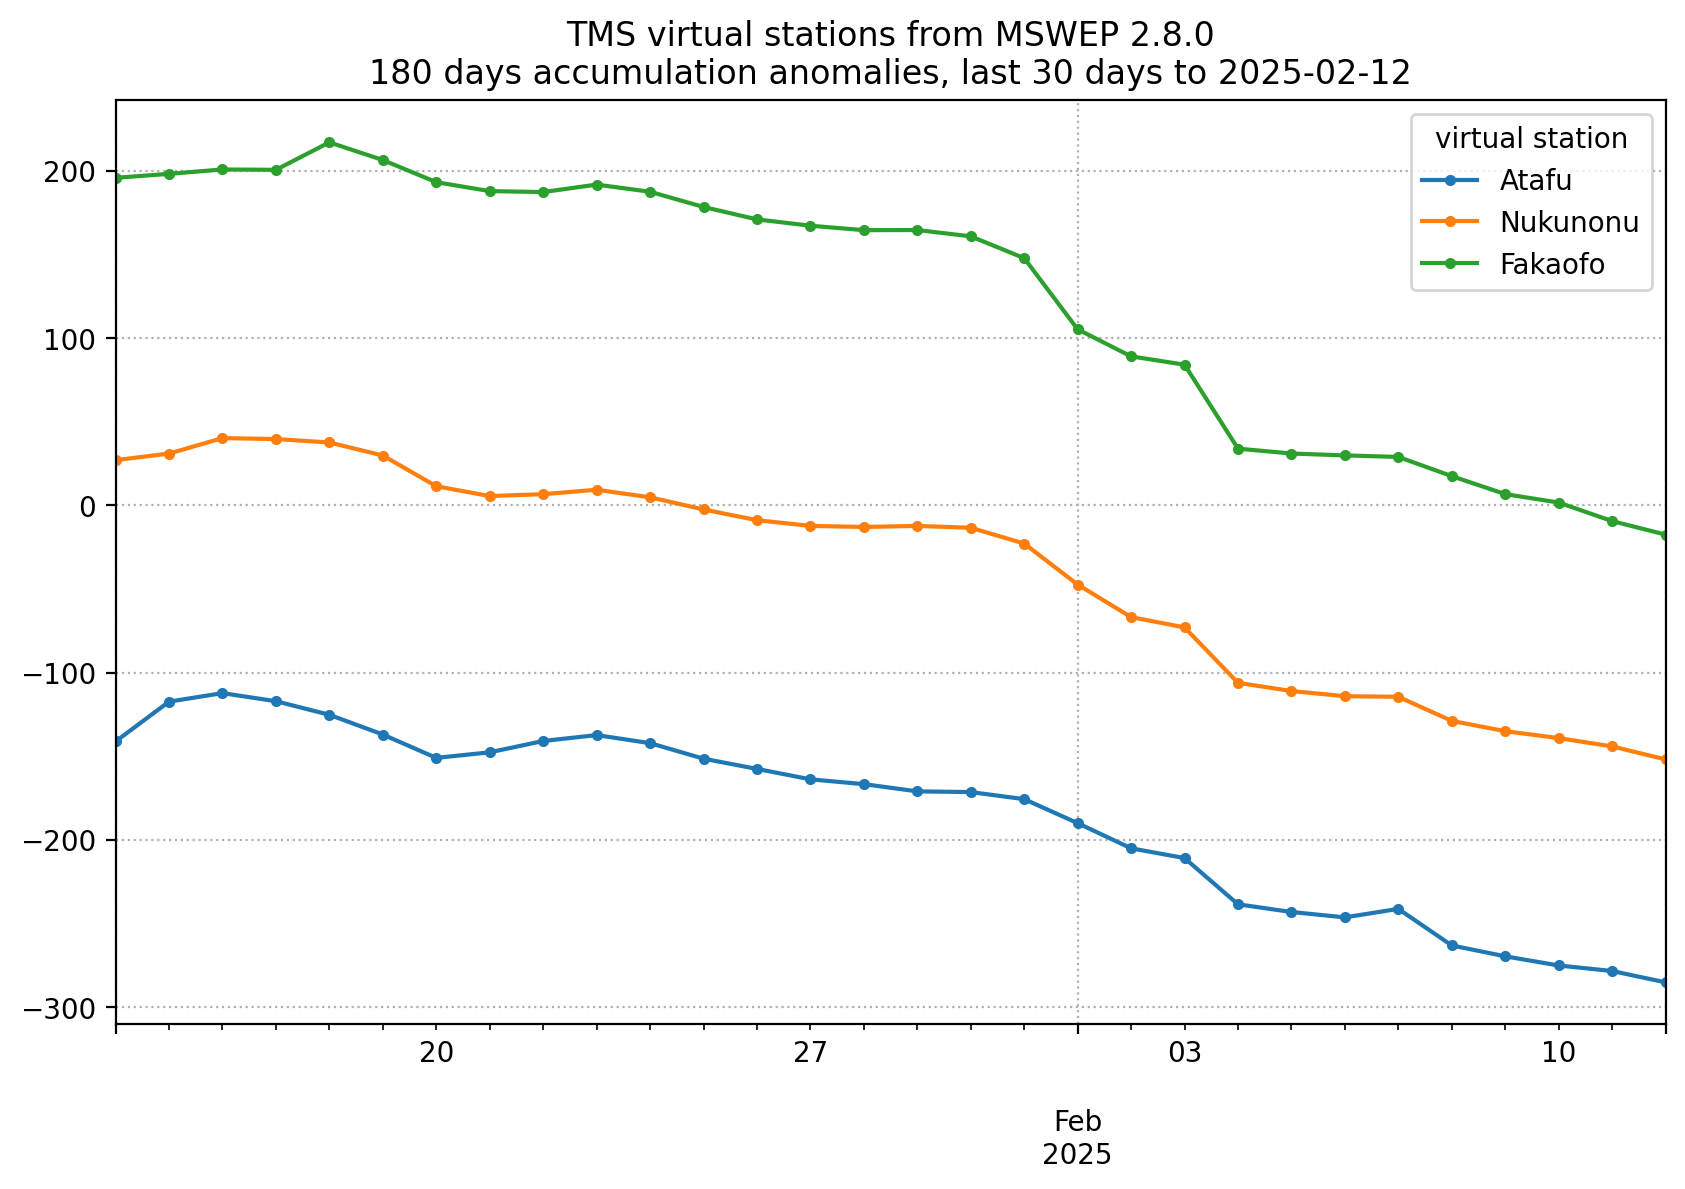 TMS virtual stations from MSWEP 2.8.0
180 days accumulation anomalies, last 30 days to 2025-02-12
virtual station
Atafu
Nukunonu
Fakaofo
200
100
0
−100
−200
−300
20
27
03
10
Feb
2025